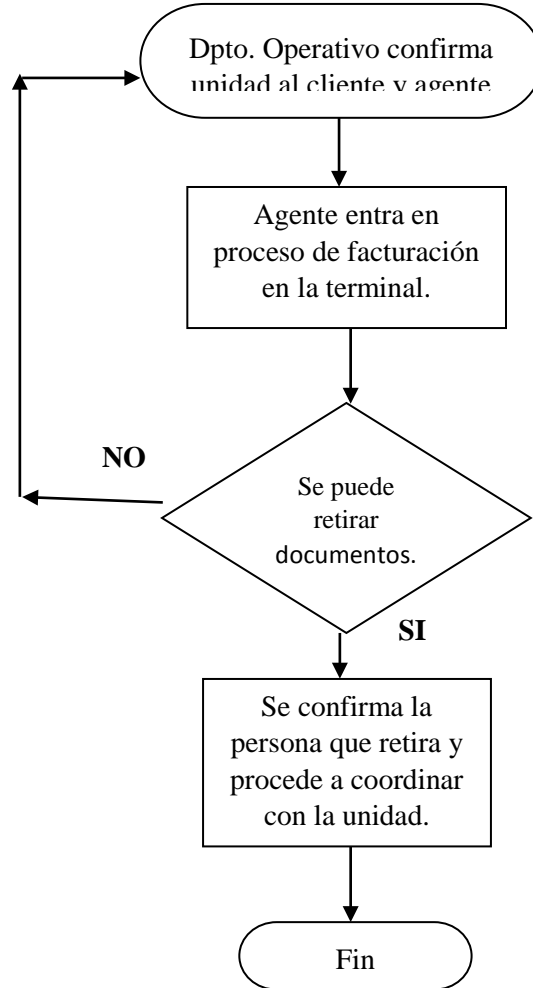 Dpto. Operativo confirma
unidad al cliente y agente
Agente entra en
proceso de facturación
en la terminal.
NO
Se puede
retirar
documentos.
SI
Se confirma la
persona que retira y
procede a coordinar
con la unidad.
Fin